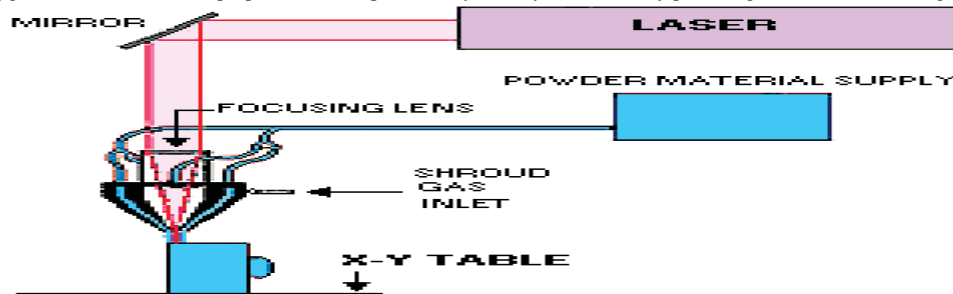 MIRROR
LASER
POWDER MATERIAL SUPPLY
FOCUSING LENS
SHROUD
GAS
INLET
X-Y TABLE